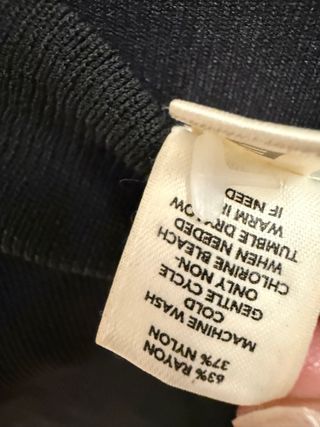 63% RAYON
37% NYLON
MACHINE WASH
COLD
GENTLE CYCLE
ONLY NON-
CHLORINE BLEACH
WHEN NEEDED
TUMBLE DRY LOW
WARM I
IF NEED